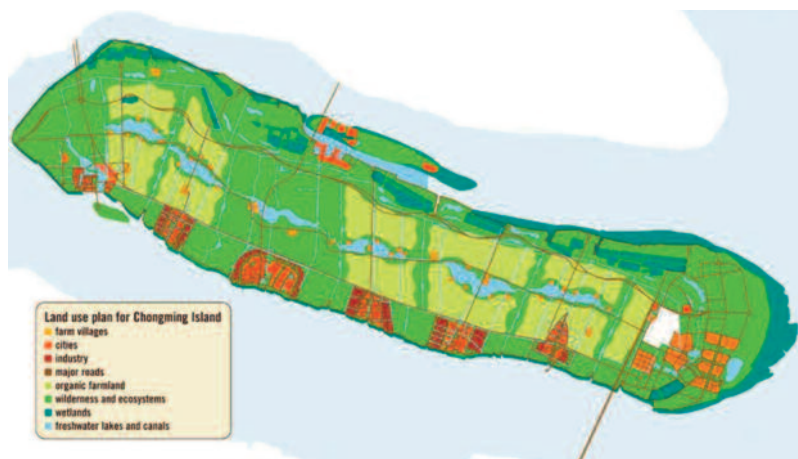 Land use plan for Chongming Island
farm villages
cities
industry
major roads
organic farmland
wilderness and ecosystems
wetlands
freshwater lakes and canals